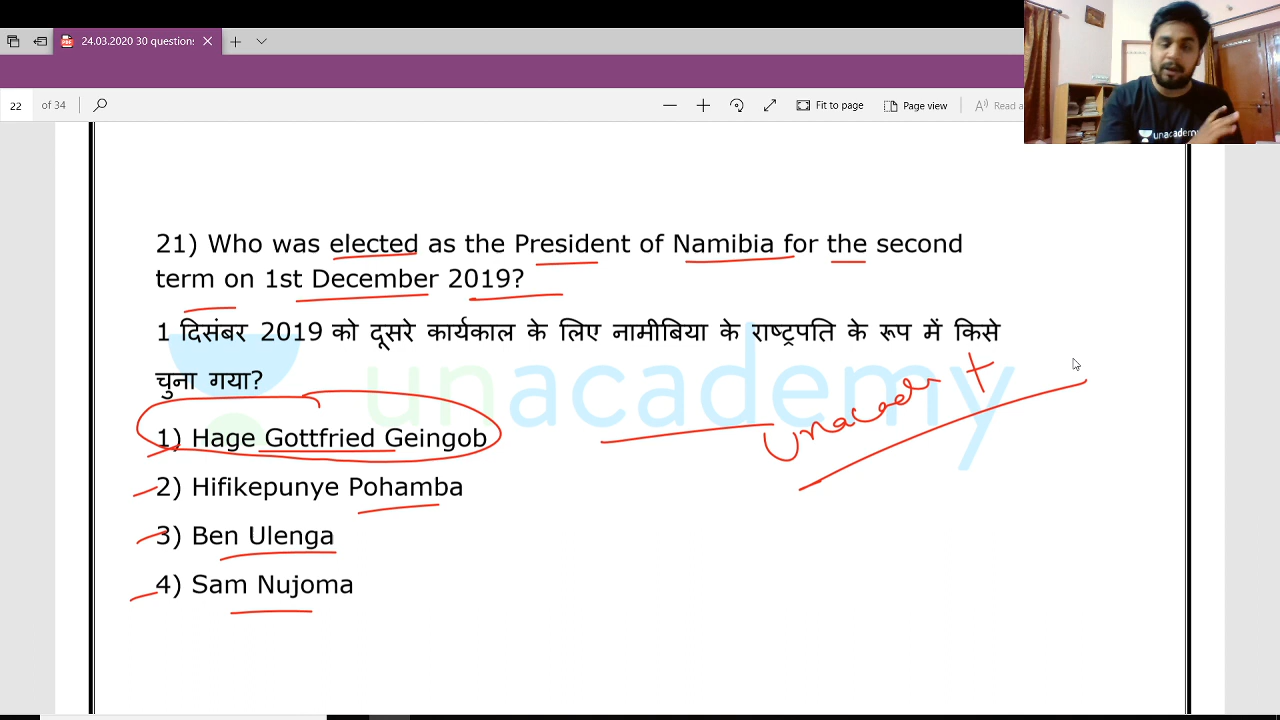 24.03.2020 30 questions
22 of 34
Fit to page
Page view
Read a
unacademy
21) Who was elected as the President of Namibia for the second
term on 1st December 2019?
1 दिसंबर 2019 को दूसरे कार्यकाल के लिए नामीबिया के राष्ट्रपति के रूप में किसे
चुना गया?
unacademy
1) Hage Gottfried Geingob
2) Hifikepunye Pohamba
3) Ben Ulenga
4) Sam Nujoma